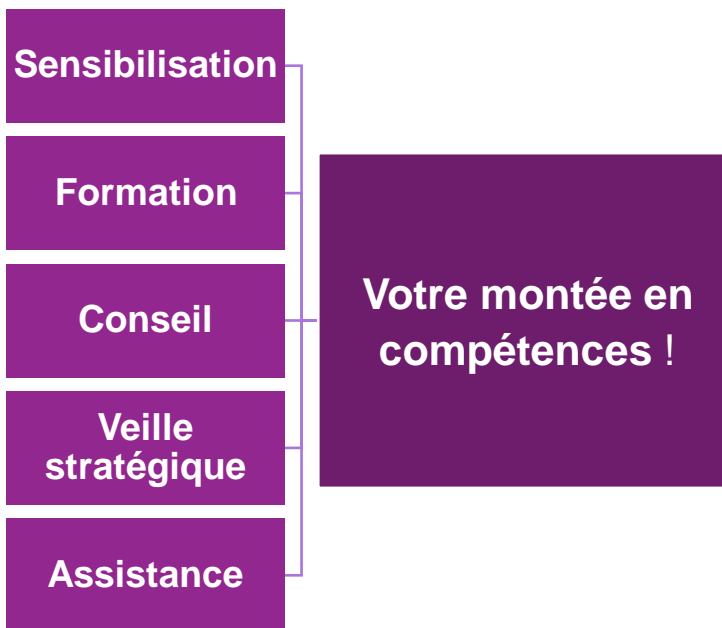 Sensibilisation
Formation
Conseil
Veille
stratégique
Assistance
Votre montée en
compétences !